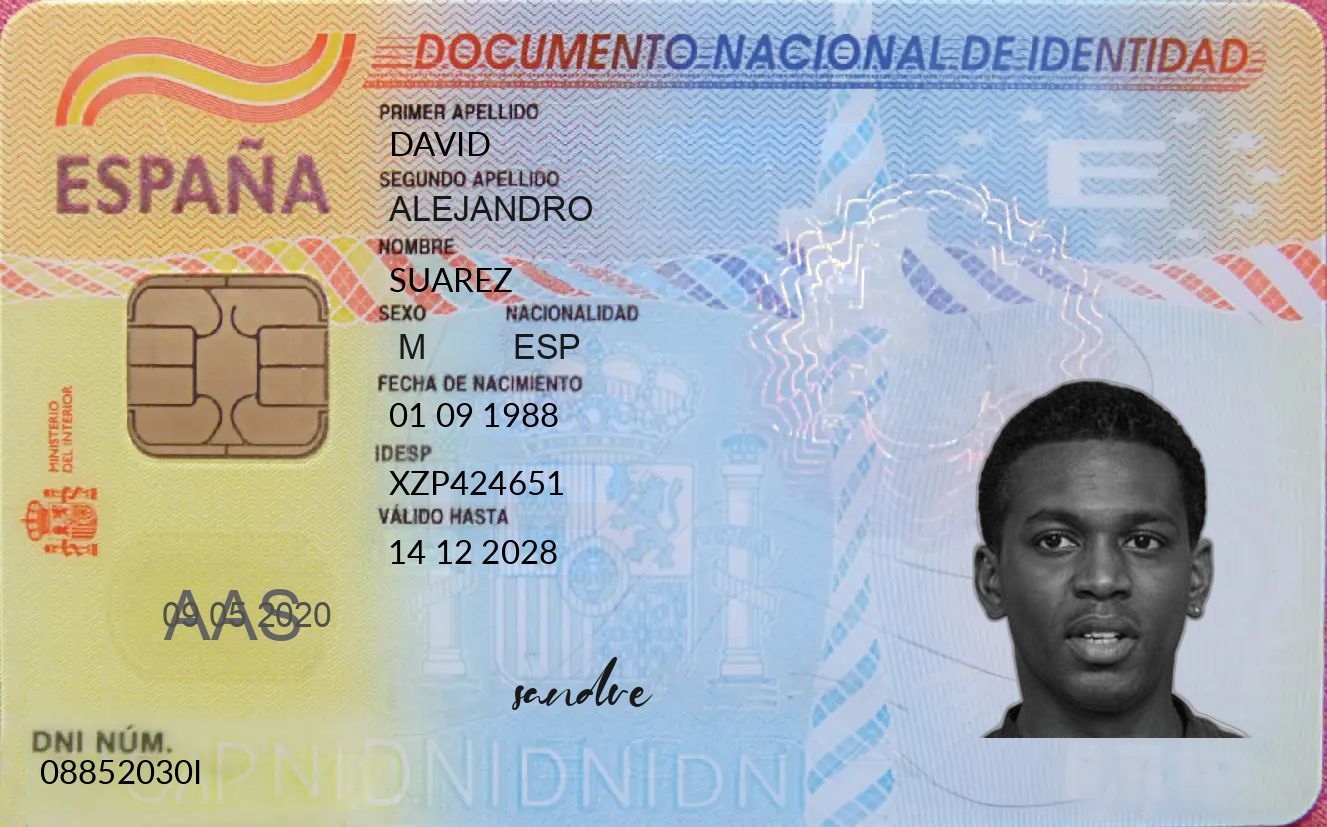 DOCUMENTO NACIONAL DE IDENTIDAD
ESPAÑA
PRIMER APELLIDO
DAVID
SEGUNDO APELLIDO
ALEJANDRO
NOMBRE
SUAREZ
SEXO NACIONALIDAD
M ESP
FECHA DE NACIMIENTO
01 09 1988
IDESP
XZP424651
VÁLIDO HASTA
14 12 2028
MINISTERIO
DEL INTERIOR
E
AAS
09 05 2020
sandre
DNI NÚM.
08852030I
DNIDNIDNIDNI